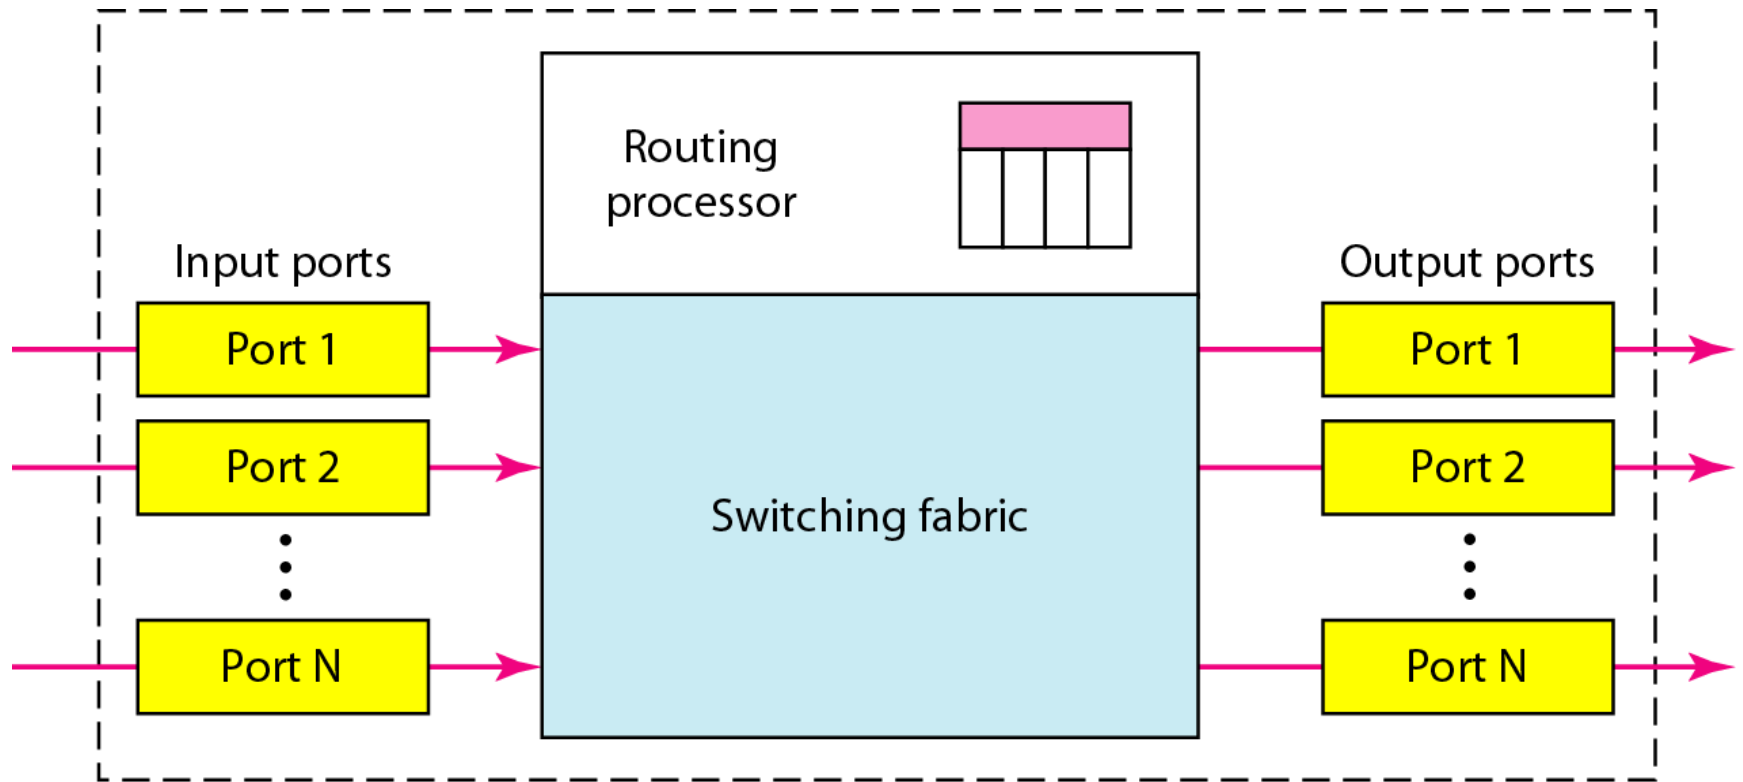 Routing
processor
Input ports
Output ports
Port 1
Port 1
Port 2
Port 2
Switching fabric
Port N
Port N